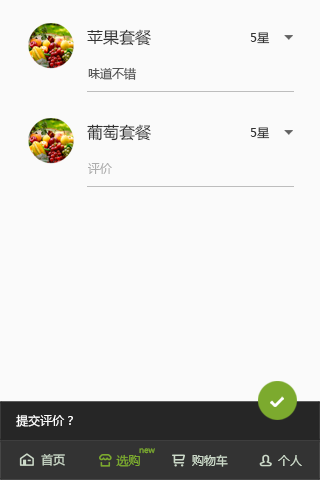 苹果套餐 5星
味道不错
葡萄套餐 5星
评价
提交评价？
首页 选购 new 购物车 个人